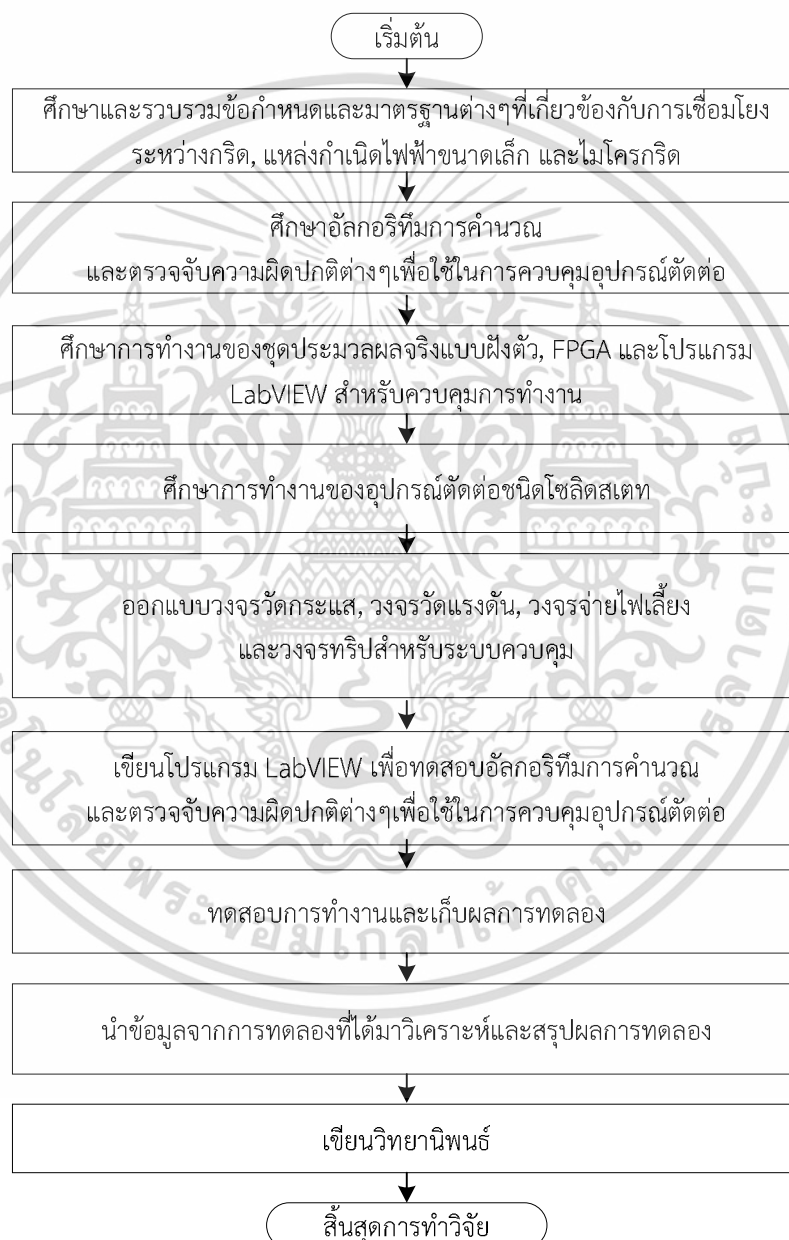 เริ่มต้น
ศึกษาและรวบรวมข้อกำหนดและมาตรฐานต่างๆที่เกี่ยวข้องกับการเชื่อมโยง
ระหว่างกริด, แหล่งกำเนิดไฟฟ้าขนาดเล็ก และไมโครกริด
ศึกษาอัลกอริทึมการคำนวณ
และตรวจจับความผิดปกติต่างๆเพื่อใช้ในการควบคุมอุปกรณ์ตัดต่อ
ศึกษาการทำงานของชุดประมวลผลจริงแบบฝังตัว, FPGA และโปรแกรม
LabVIEW สำหรับควบคุมการทำงาน
ศึกษาการทำงานของอุปกรณ์ตัดต่อชนิดโซลิดสเตท
ออกแบบวงจรวัดกระแส, วงจรวัดแรงดัน, วงจรจ่ายไฟเลี้ยง
และวงจรทริปสำหรับระบบควบคุม
เขียนโปรแกรม LabVIEW เพื่อทดสอบอัลกอริทึมการคำนวณ
และตรวจจับความผิดปกติต่างๆเพื่อใช้ในการควบคุมอุปกรณ์ตัดต่อ
ทดสอบการทำงานและเก็บผลการทดลอง
นำข้อมูลจากการทดลองที่ได้มาวิเคราะห์และสรุปผลการทดลอง
เขียนวิทยานิพนธ์
สิ้นสุดการทำวิจัย